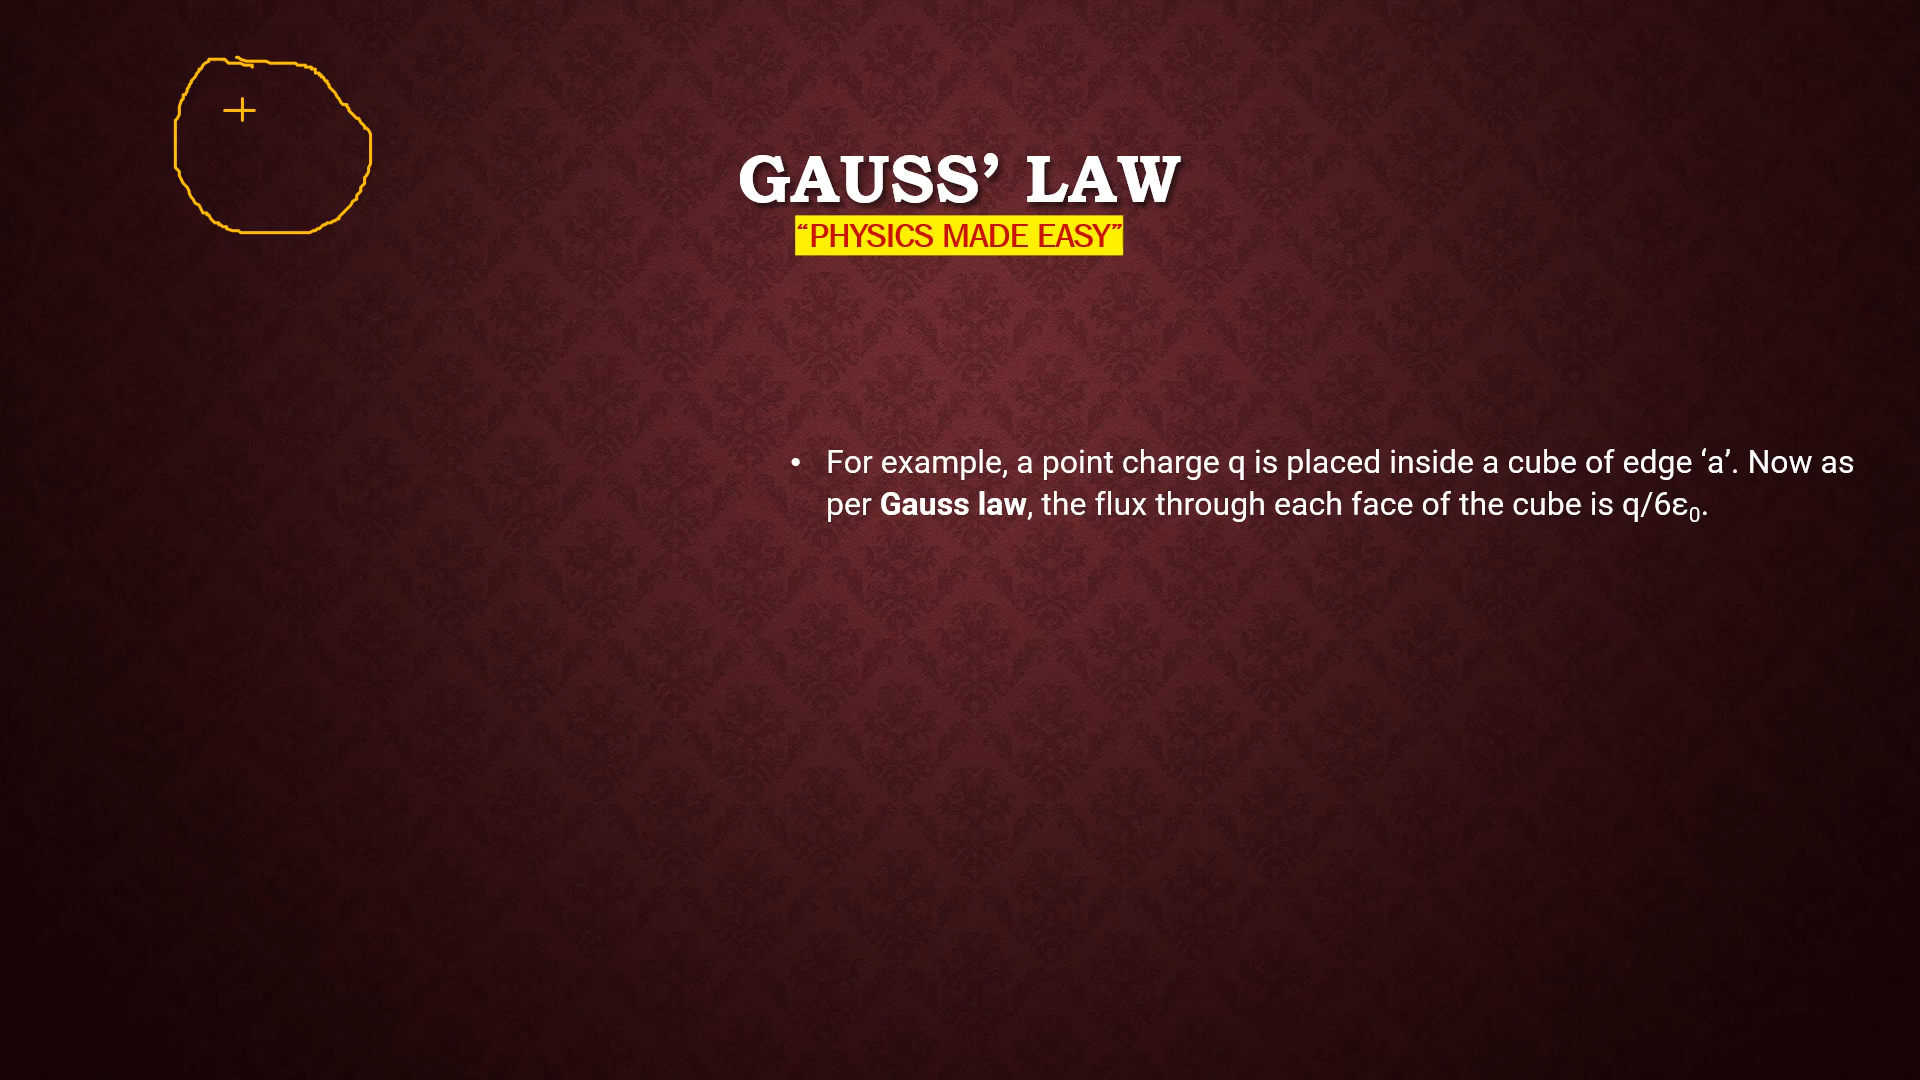 +
GAUSS’ LAW
“PHYSICS MADE EASY”
• For example, a point charge q is placed inside a cube of edge ‘a’. Now as
per Gauss law, the flux through each face of the cube is q/6ε₀.